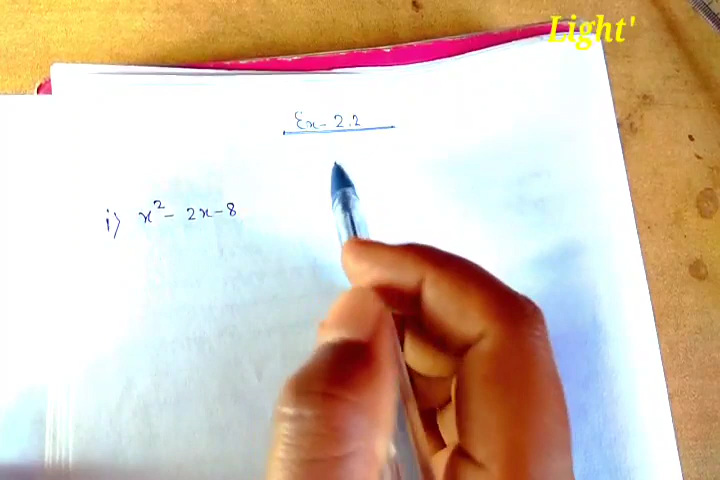 Light'
Ex- 2.2
i) x² - 2x - 8